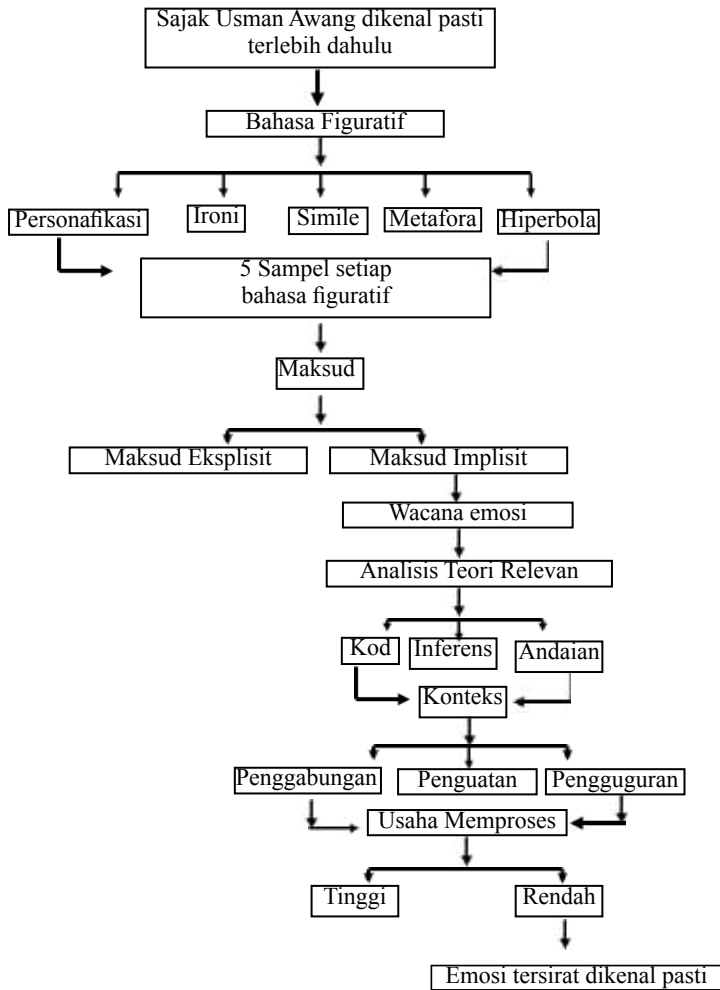 Sajak Usman Awang dikenal pasti
terlebih dahulu
Bahasa Figuratif
Personafikasi
Ironi
Simile
Metafora
Hiperbola
5 Sampel setiap
bahasa figuratif
Maksud
Maksud Eksplisit
Maksud Implisit
Wacana emosi
Analisis Teori Relevan
Kod
Inferens
Andaian
Konteks
Penggabungan
Penguatan
Pengguguran
Usaha Memproses
Tinggi
Rendah
Emosi tersirat dikenal pasti